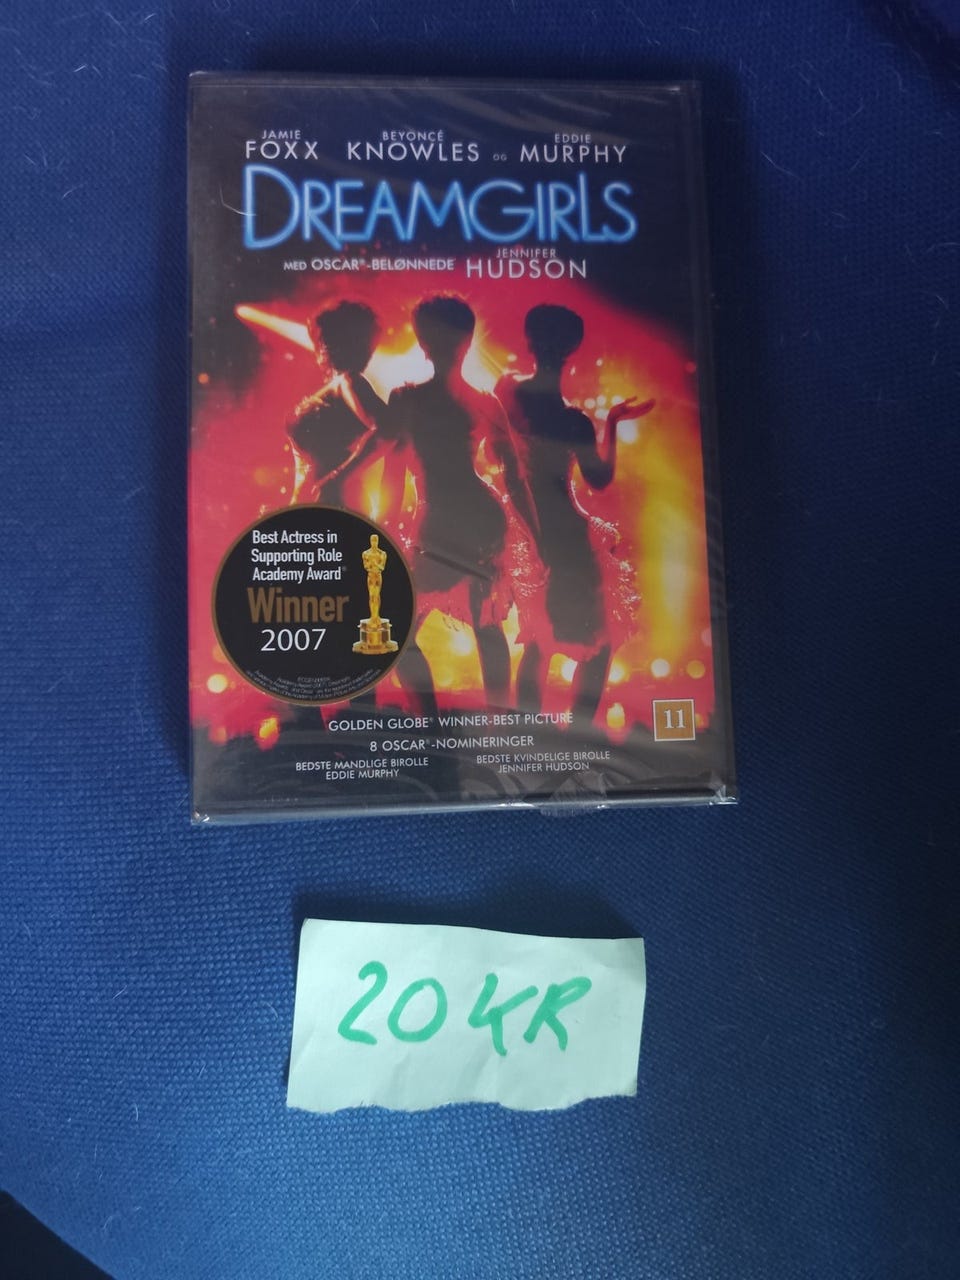 JAMIE BEYONCÉ EDDIE
FOXX KNOWLES OG MURPHY
DREAMGIRLS
JENNIFER
MED OSCAR®-BELØNNEDE HUDSON
Best Actress in
Supporting Role
Academy Award®
Winner
2007
GOLDEN GLOBE® WINNER-BEST PICTURE
8 OSCAR®-NOMINERINGER
BEDSTE MANDLIGE BIROLLE
EDDIE MURPHY
BEDSTE KVINDELIGE BIROLLE
JENNIFER HUDSON
11
20 KR